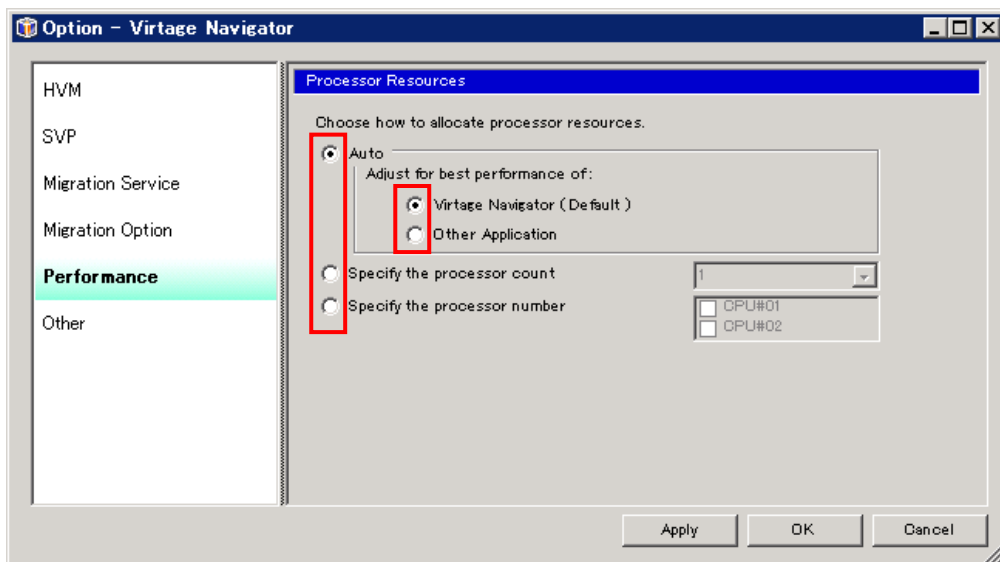 Option - Virtage Navigator
HVM
SVP
Migration Service
Migration Option
Performance
Other
Processor Resources
Choose how to allocate processor resources.
Auto
Adjust for best performance of:
Virtage Navigator ( Default )
Other Application
Specify the processor count
1
Specify the processor number
CPU#01
CPU#02
Apply
OK
Cancel